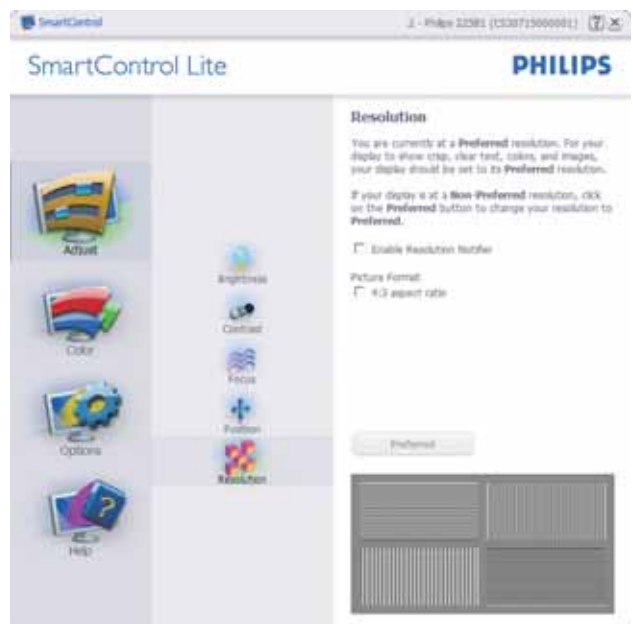 SmartControl
SmartControl Lite
PHILIPS
Adjust
Color
Options
Help
Brightness
Contrast
Focus
Position
Resolution
Resolution
You are currently at a Preferred resolution. For your
display to show crisp, clear text, colors, and images,
your display should be set to its Preferred resolution.
If your display is at a Non-Preferred resolution, click
on the Preferred button to change your resolution to
Preferred.
Enable Resolution Notifier
Picture Format
4:3 aspect ratio
Preferred